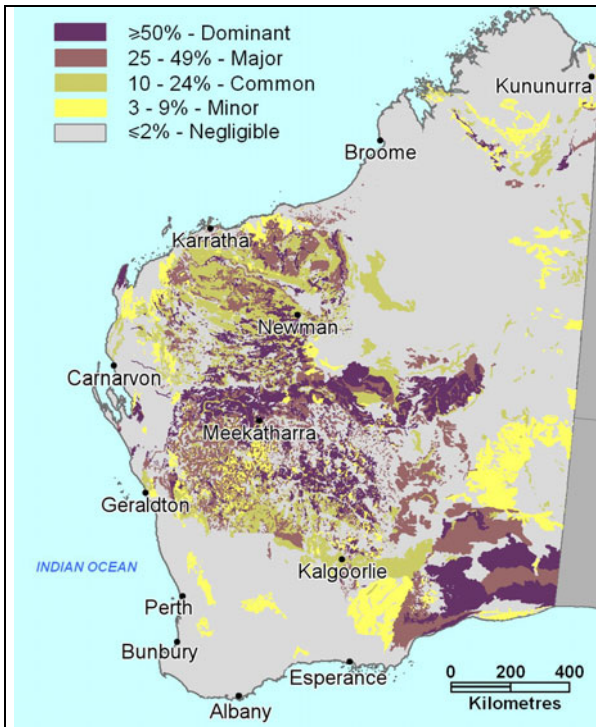 ≥50% - Dominant
25 - 49% - Major
10 - 24% - Common
3 - 9% - Minor
≤2% - Negligible
Kununurra
Broome
Karratha
Newman
Carnarvon
Meekatharra
Geraldton
INDIAN OCEAN
Kalgoorlie
Perth
Bunbury
Esperance
Albany
0 200 400
Kilometres